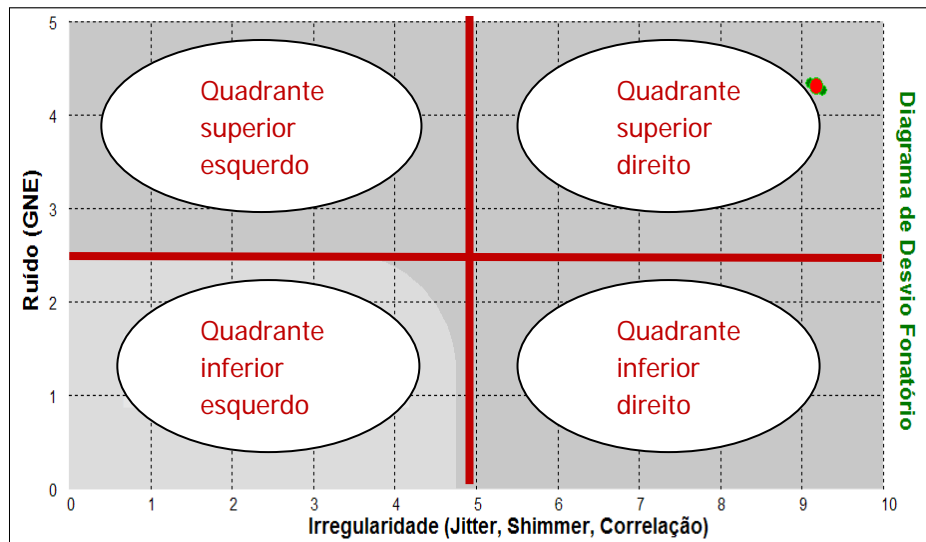 5
4
3
2
1
0
Ruído (GNE)
Quadrante
superior
esquerdo
Quadrante
superior
direito
Quadrante
inferior
esquerdo
Quadrante
inferior
direito
0 1 2 3 4 5 6 7 8 9 10
Irregularidade (Jitter, Shimmer, Correlação)
Diagrama de Desvio Fonatório